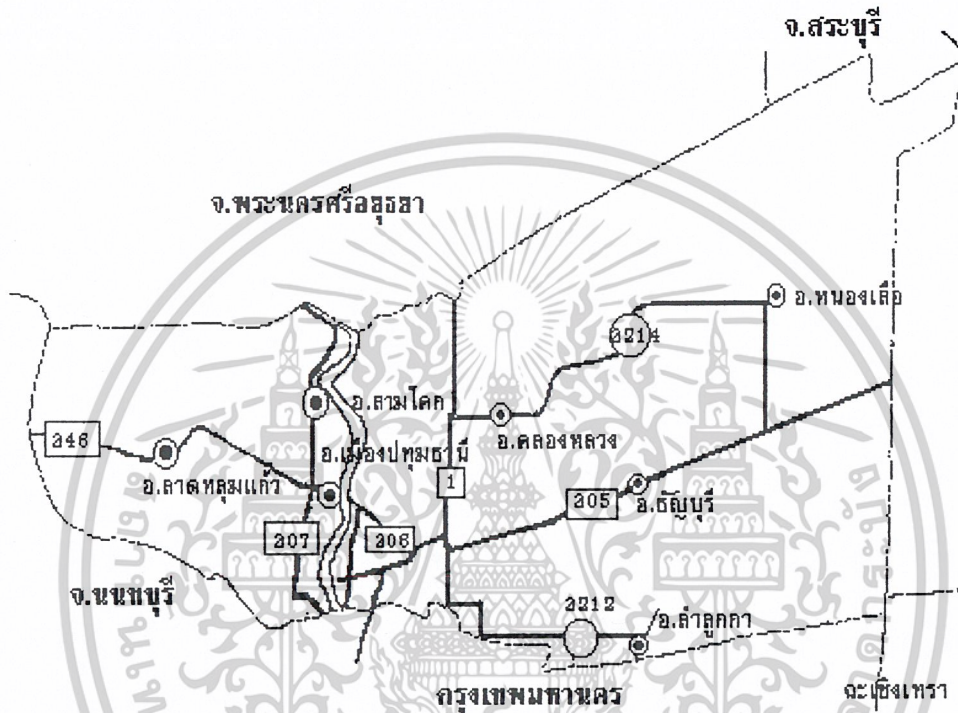 จ.สระบุรี
จ.พระนครศรีอยุธยา
อ.หนองเสือ
3214
อ.สามโคก
อ.คลองหลวง
346
อ.เมืองปทุมธานี
อ.ลาดหลุมแก้ว
1
305
อ.ธัญบุรี
307
306
จ.นนทบุรี
3312
อ.ลำลูกกา
กรุงเทพมหานคร
ฉะเชิงเทรา